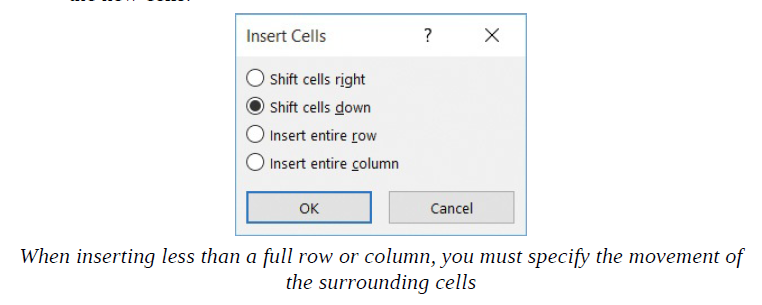 Insert Cells ? X
Shift cells right
Shift cells down
Insert entire row
Insert entire column
OK Cancel
When inserting less than a full row or column, you must specify the movement of
the surrounding cells